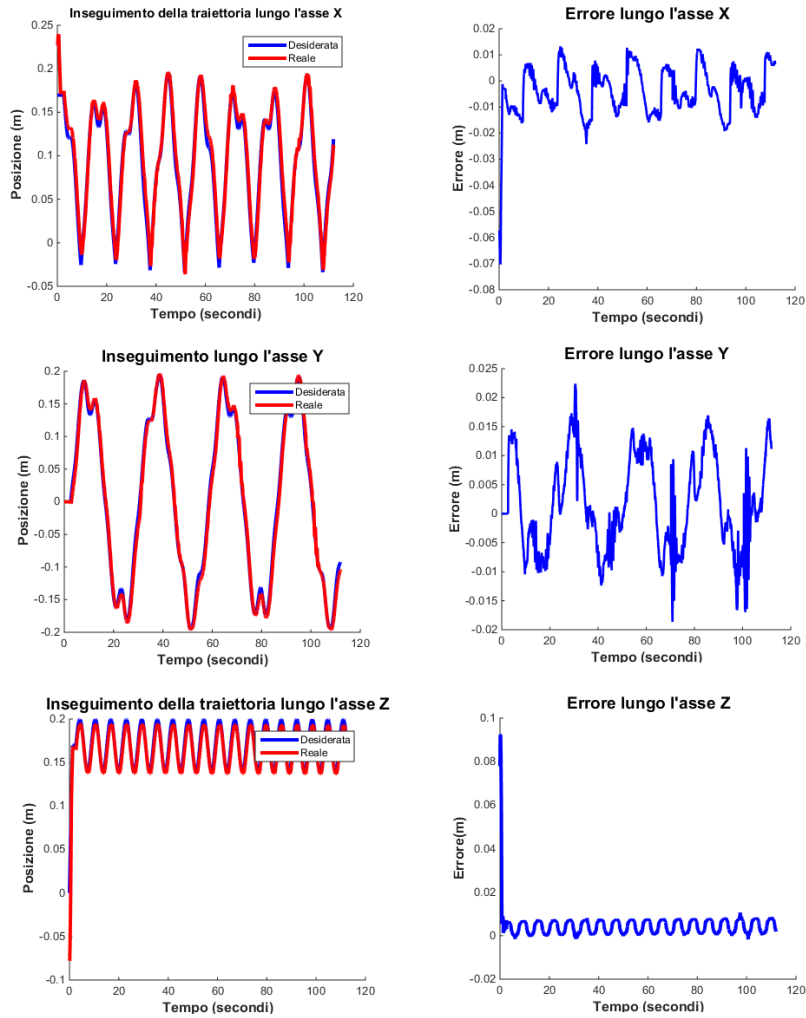 Inseguimento della traiettoria lungo l'asse X
Desiderata
Reale
Posizione (m)
0.25
0.2
0.15
0.1
0.05
0
-0.05
0 20 40 60 80 100 120
Tempo (secondi)
Errore lungo l'asse X
Errore (m)
0.02
0.01
0
-0.01
-0.02
-0.03
-0.04
-0.05
-0.06
-0.07
-0.08
0 20 40 60 80 100 120
Tempo (secondi)
Inseguimento lungo l'asse Y
Desiderata
Reale
Posizione (m)
0.2
0.15
0.1
0.05
0
-0.05
-0.1
-0.15
-0.2
0 20 40 60 80 100 120
Tempo (secondi)
Errore lungo l'asse Y
Errore (m)
0.025
0.02
0.015
0.01
0.005
0
-0.005
-0.01
-0.015
-0.02
0 20 40 60 80 100 120
Tempo (secondi)
Inseguimento della traiettoria lungo l'asse Z
Desiderata
Reale
Posizione (m)
0.2
0.15
0.1
0.05
0
-0.05
-0.1
0 20 40 60 80 100 120
Tempo (secondi)
Errore lungo l'asse Z
Errore(m)
0.1
0.08
0.06
0.04
0.02
0
-0.02
0 20 40 60 80 100 120
Tempo (secondi)